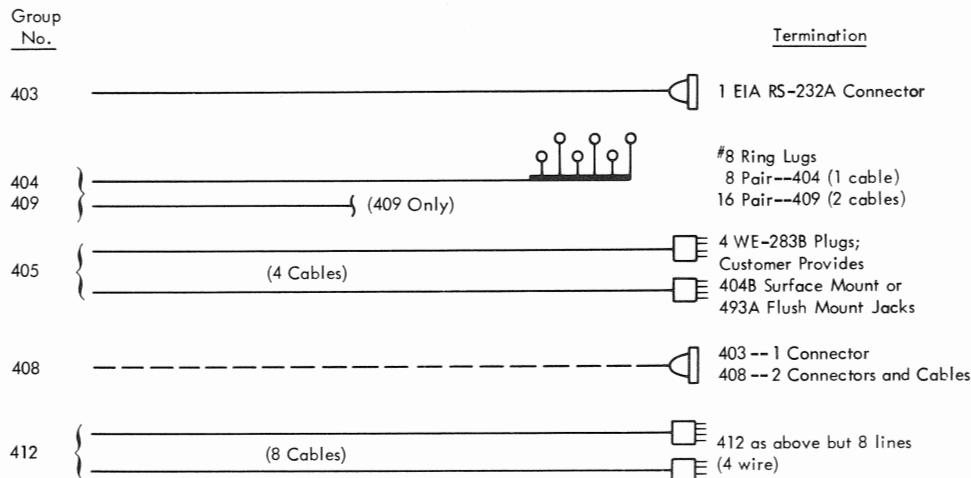 Group
No.
Termination
403
1 EIA RS-232A Connector
404
409
(409 Only)
#8 Ring Lugs
8 Pair--404 (1 cable)
16 Pair--409 (2 cables)
405
(4 Cables)
4 WE-283B Plugs;
Customer Provides
404B Surface Mount or
493A Flush Mount Jacks
408
403 -- 1 Connector
408 -- 2 Connectors and Cables
412
(8 Cables)
412 as above but 8 lines
(4 wire)